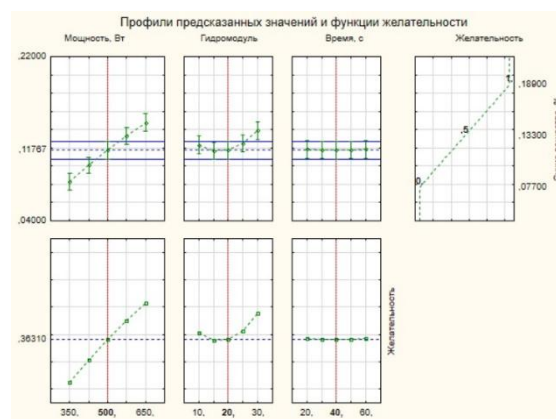 Профили предсказанных значений и функции желательности
Мощность, Вт Гидромодуль Время, с Желательность
,22000
,11767
,04000
1,
,5
0,
,18900
,13300
,07700
,36310
Желательность
350, 500, 650, 10, 20, 30, 20, 40, 60,